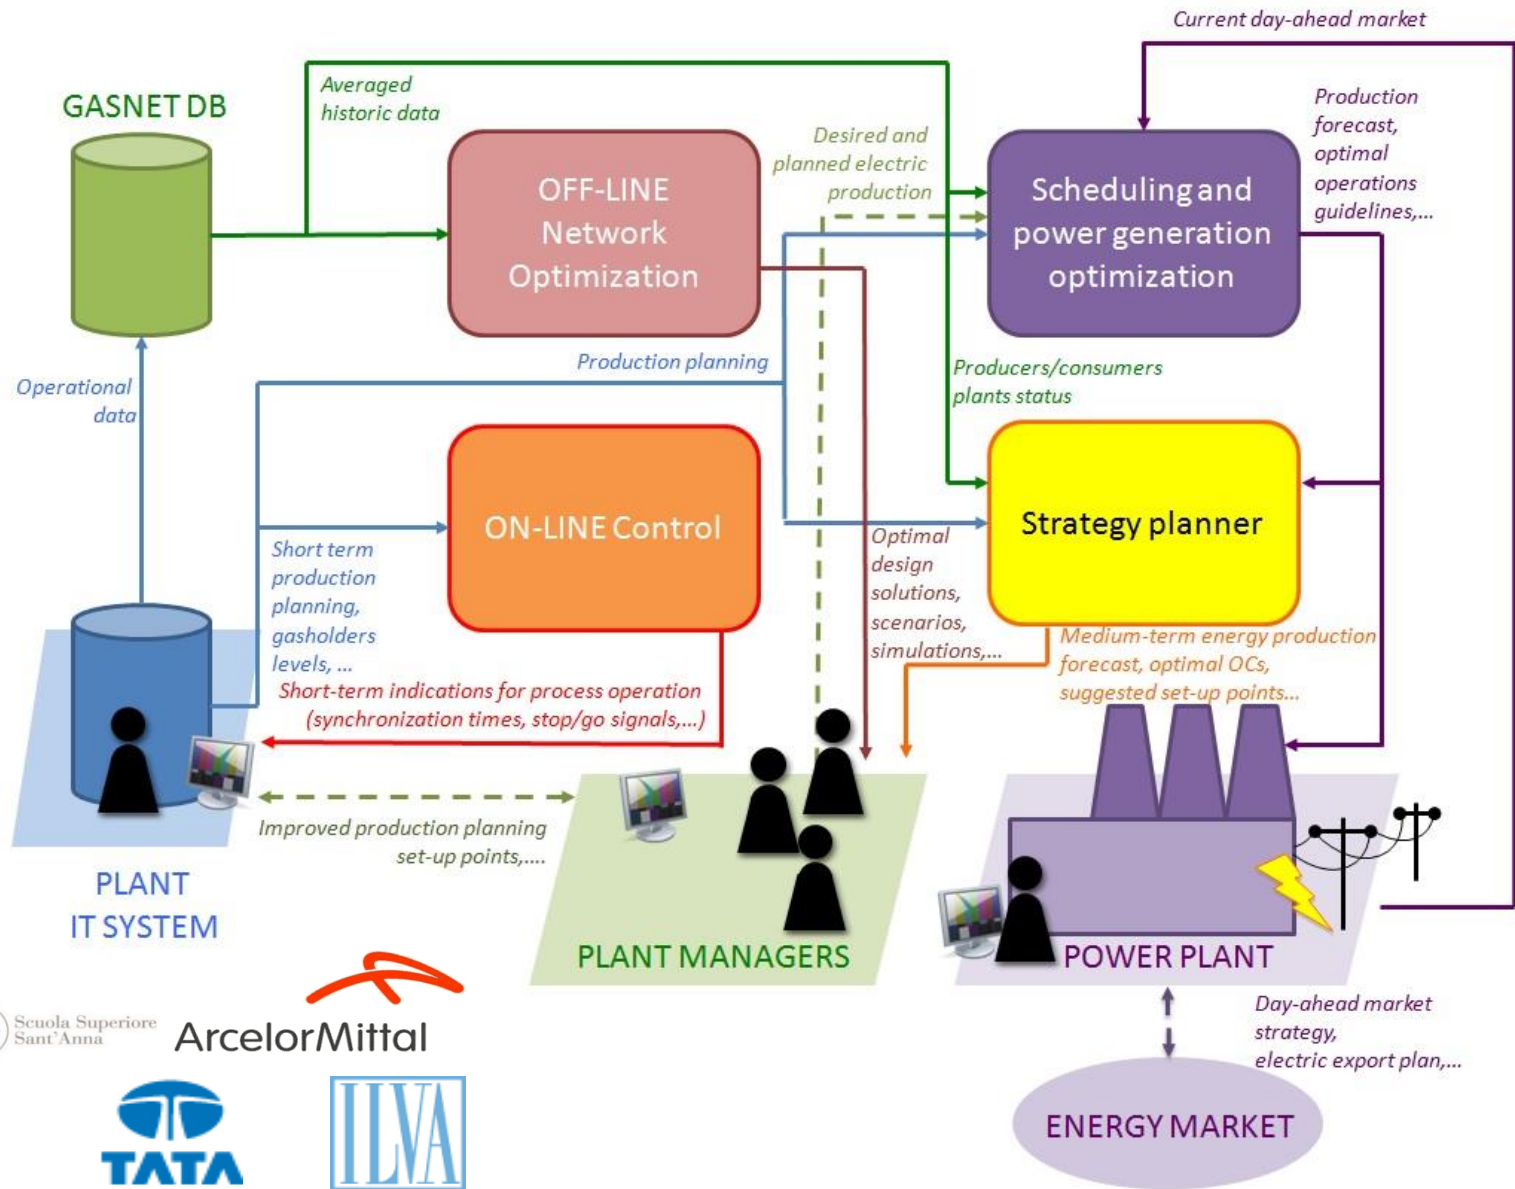 Current day-ahead market
GASNET DB
Averaged
historic data
OFF-LINE
Network
Optimization
Desired and
planned electric
production
Scheduling and
power generation
optimization
Production
forecast,
optimal
operations
guidelines,...
Operational
data
Production planning
Producers/consumers
plants status
ON-LINE Control
Strategy planner
Short term
production
planning,
gasholders
levels, ...
Optimal
design
solutions,
scenarios,
simulations,...
Medium-term energy production
forecast, optimal OCs,
suggested set-up points...
Short-term indications for process operation
(synchronization times, stop/go signals,...)
Improved production planning
set-up points,....
PLANT
IT SYSTEM
PLANT MANAGERS
POWER PLANT
Day-ahead market
strategy,
electric export plan,...
ENERGY MARKET
Scuola Superiore
Sant'Anna
ArcelorMittal
TATA
ILVA